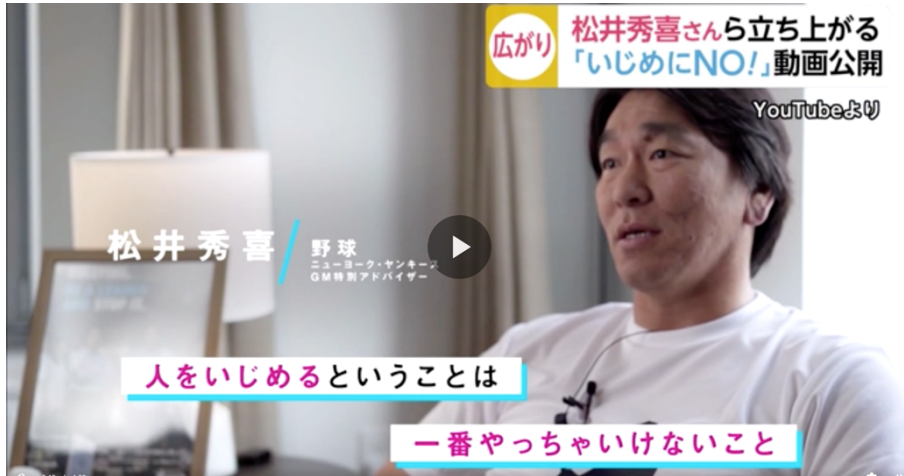 広がり
松井秀喜さんら立ち上がる
「いじめにNO!」動画公開
YouTubeより
松井秀喜
野球
ニューヨーク・ヤンキース
GM特別アドバイザー
人をいじめるということは
一番やっちゃいけないこと